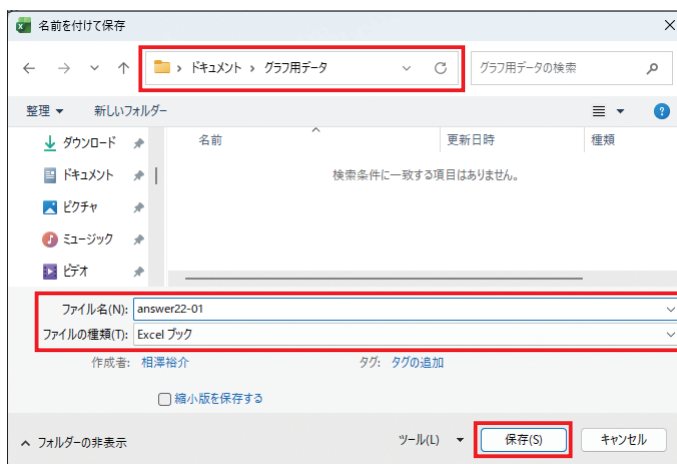 名前を付けて保存
ドキュメント > グラフ用データ
グラフ用データの検索
整理 新しいフォルダー
名前 更新日時 種類
検索条件に一致する項目はありません。
ダウンロード
ドキュメント
ピクチャ
ミュージック
ビデオ
ファイル名(N): answer22-01
ファイルの種類(T): Excel ブック
作成者: 相澤裕介 タグ: タグの追加
縮小版を保存する
フォルダーの非表示 ツール(L) 保存(S) キャンセル